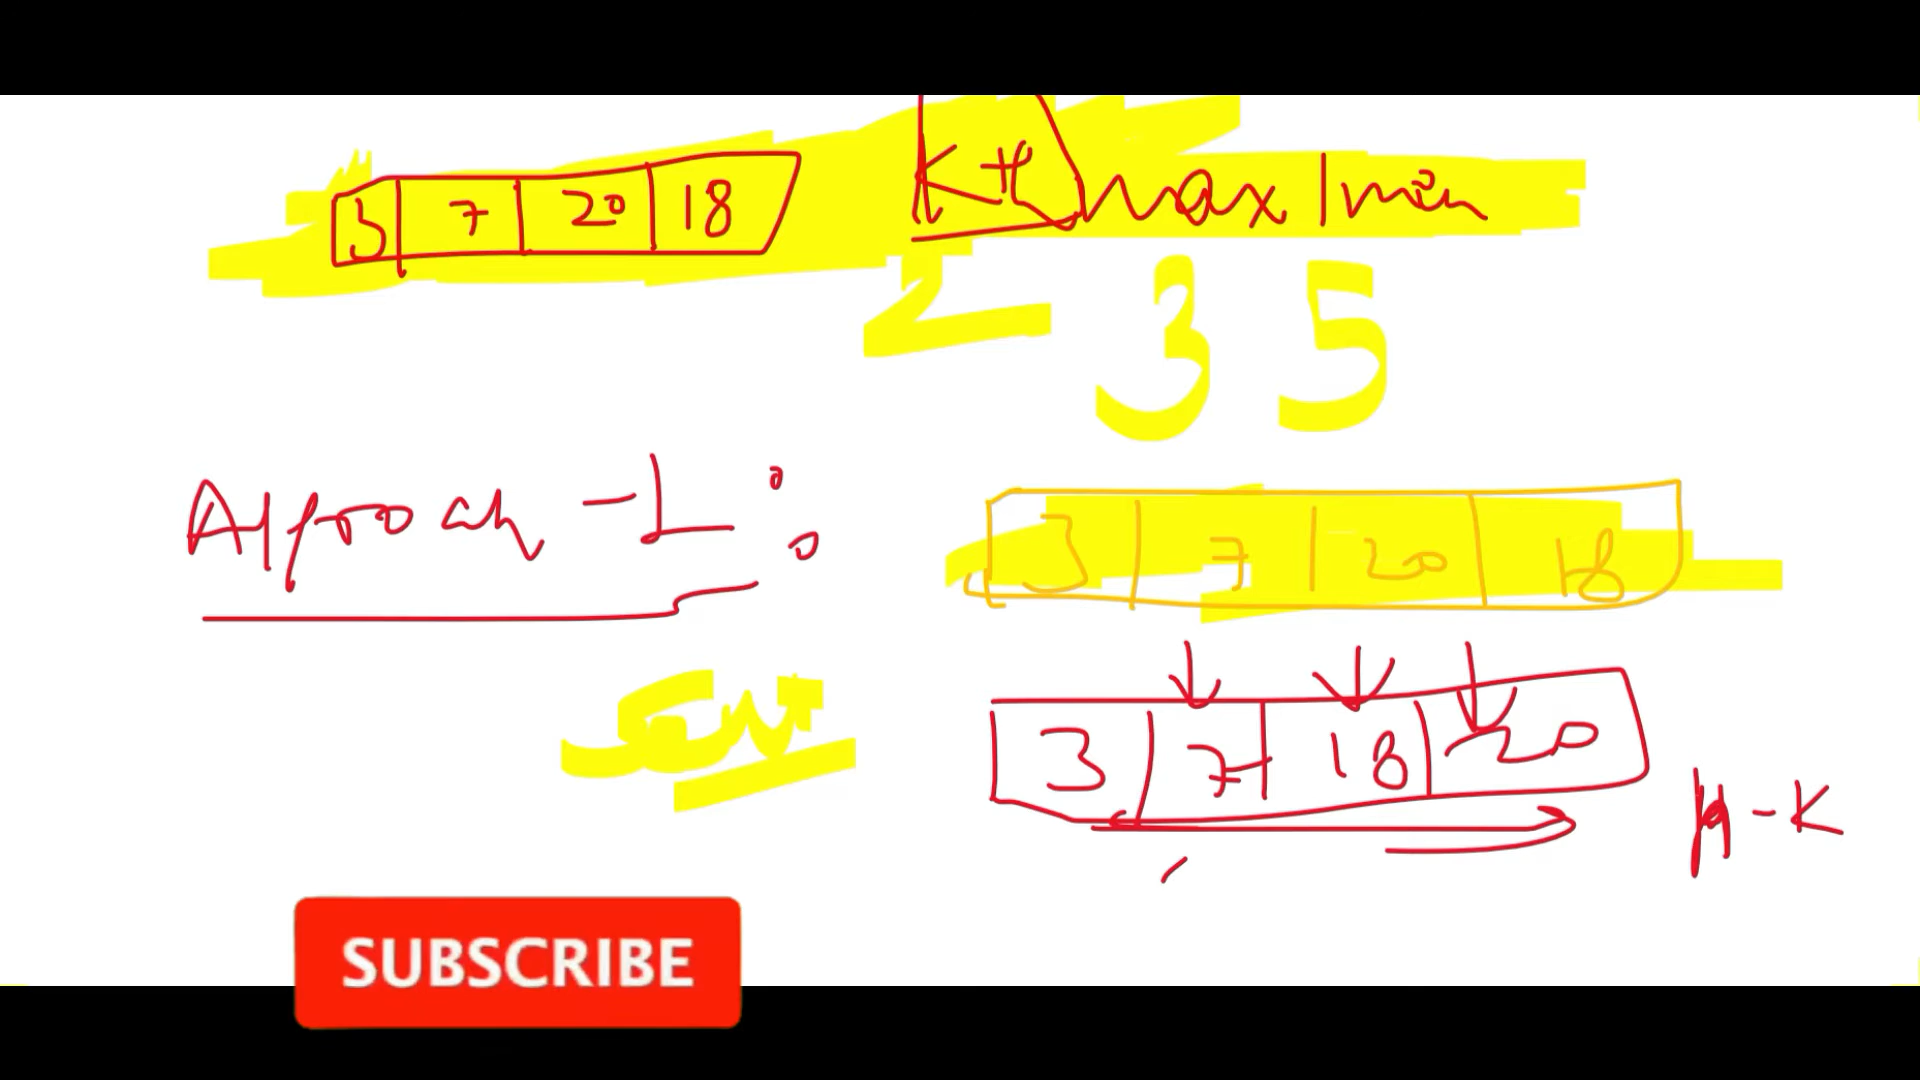 3 7 20 18 Kth max | min
2 3 5
Approach - 1 :
3 7 20 18
Sort
3 7 18 20
n - K
SUBSCRIBE